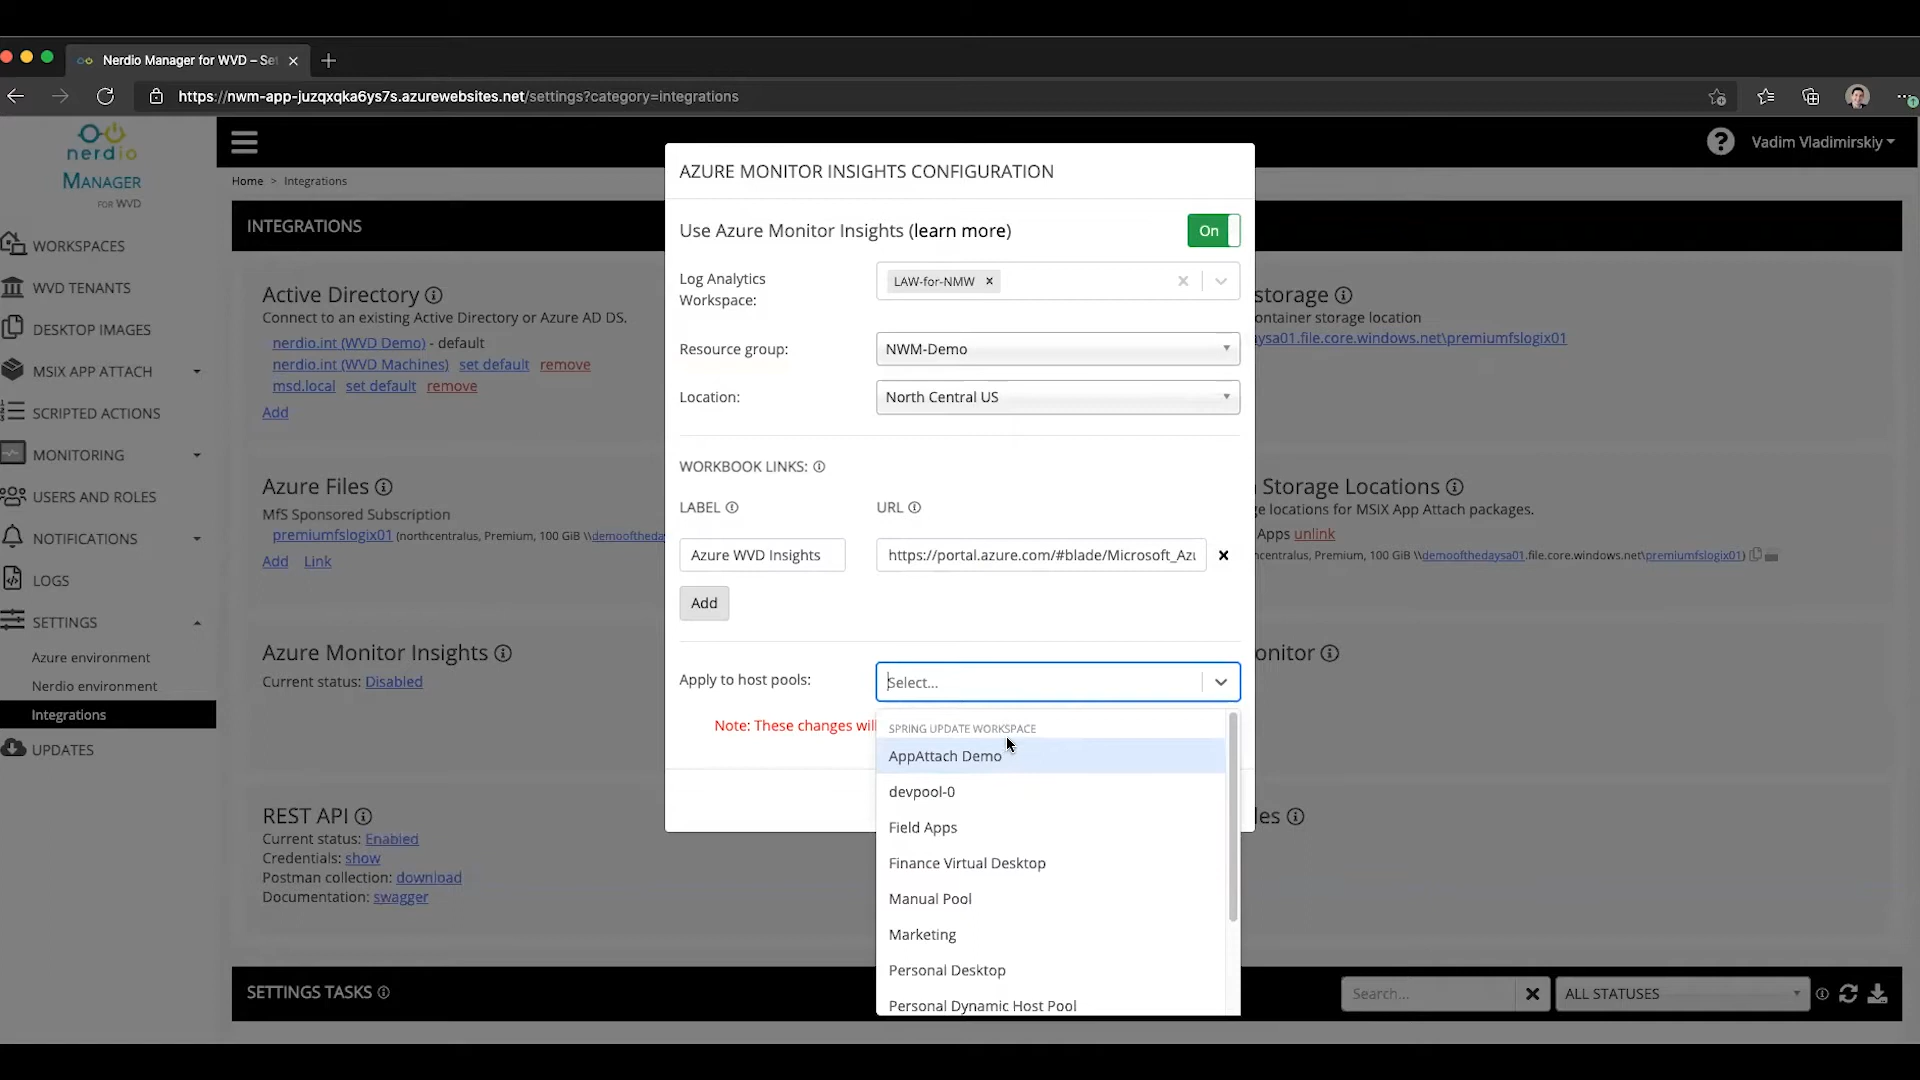 Nerdio Manager for WVD – Set
https://nwm-app-juzqxqka6ys7s.azurewebsites.net/settings?category=integrations
nerdio
MANAGER
FOR WVD
Vadim Vladimirskiy
Home > Integrations
INTEGRATIONS
WORKSPACES
WVD TENANTS
DESKTOP IMAGES
MSIX APP ATTACH
SCRIPTED ACTIONS
MONITORING
USERS AND ROLES
NOTIFICATIONS
LOGS
SETTINGS
Azure environment
Nerdio environment
Integrations
UPDATES
Active Directory
Connect to an existing Active Directory or Azure AD DS.
nerdio.int (WVD Demo) - default
nerdio.int (WVD Machines) set default remove
msd.local set default remove
Add
Azure Files
MfS Sponsored Subscription
premiumfslogix01 (northcentralus, Premium, 100 GiB \\demooftheda
Add Link
Azure Monitor Insights
Current status: Disabled
REST API
Current status: Enabled
Credentials: show
Postman collection: download
Documentation: swagger
AZURE MONITOR INSIGHTS CONFIGURATION
Use Azure Monitor Insights (learn more)
On
Log Analytics
Workspace:
LAW-for-NMW
Resource group:
NWM-Demo
Location:
North Central US
WORKBOOK LINKS:
LABEL
URL
Azure WVD Insights
https://portal.azure.com/#blade/Microsoft_Azu
Add
Apply to host pools:
Select...
Note: These changes will
SPRING UPDATE WORKSPACE
AppAttach Demo
devpool-0
Field Apps
Finance Virtual Desktop
Manual Pool
Marketing
Personal Desktop
Personal Dynamic Host Pool
storage
ontainer storage location
aysa01.file.core.windows.net\premiumfslogix01
Storage Locations
ge locations for MSIX App Attach packages.
Apps unlink
centralus, Premium, 100 GiB \\demooftheday​sa01.file.core.windows.net\premiumfslogix01)
onitor
les
SETTINGS TASKS
Search...
ALL STATUSES